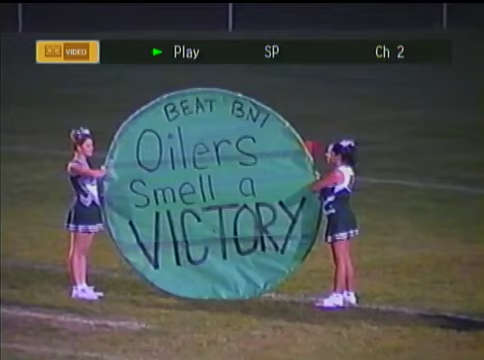 VIDEO Play SP Ch 2
BEAT BNI
Oilers
Smell a
VICTORY